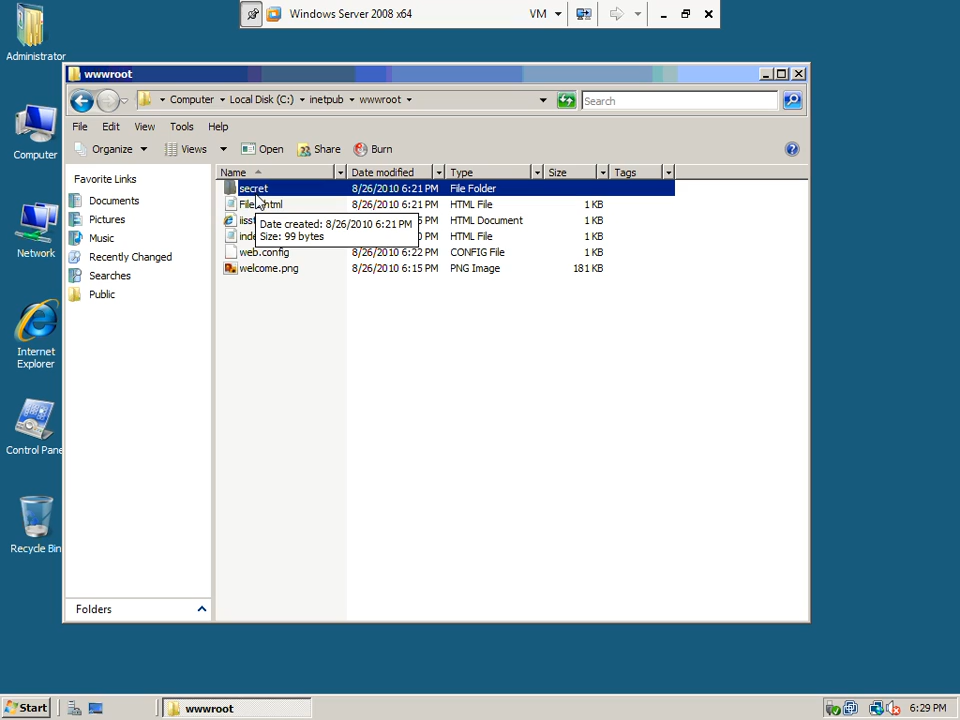 Windows Server 2008 x64
VM
Administrator
Computer
Network
Internet
Explorer
Control Pane
Recycle Bin
wwwroot
Computer
Local Disk (C:)
inetpub
wwwroot
Search
File
Edit
View
Tools
Help
Organize
Views
Open
Share
Burn
Favorite Links
Documents
Pictures
Music
Recently Changed
Searches
Public
Folders
Name
Date modified
Type
Size
Tags
secret
8/26/2010 6:21 PM
File Folder
8/26/2010 6:21 PM
HTML File
1 KB
HTML Document
1 KB
HTML File
1 KB
Date created: 8/26/2010 6:21 PM
Size: 99 bytes
web.config
8/26/2010 6:22 PM
CONFIG File
1 KB
welcome.png
8/26/2010 6:15 PM
PNG Image
181 KB
Start
wwwroot
6:29 PM